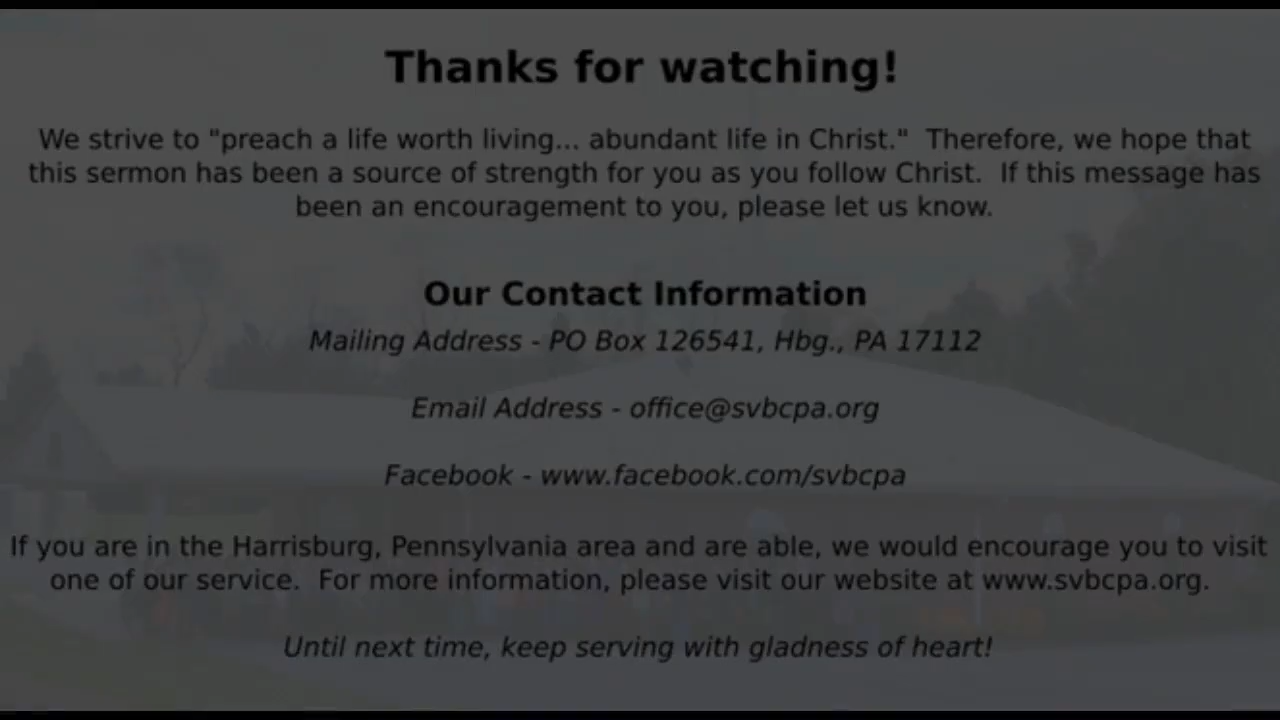 Thanks for watching!
We strive to "preach a life worth living... abundant life in Christ."  Therefore, we hope that
this sermon has been a source of strength for you as you follow Christ.  If this message has
been an encouragement to you, please let us know.
Our Contact Information
Mailing Address - PO Box 126541, Hbg., PA 17112
Email Address - office@svbcpa.org
Facebook - www.facebook.com/svbcpa
If you are in the Harrisburg, Pennsylvania area and are able, we would encourage you to visit
one of our service.  For more information, please visit our website at www.svbcpa.org.
Until next time, keep serving with gladness of heart!